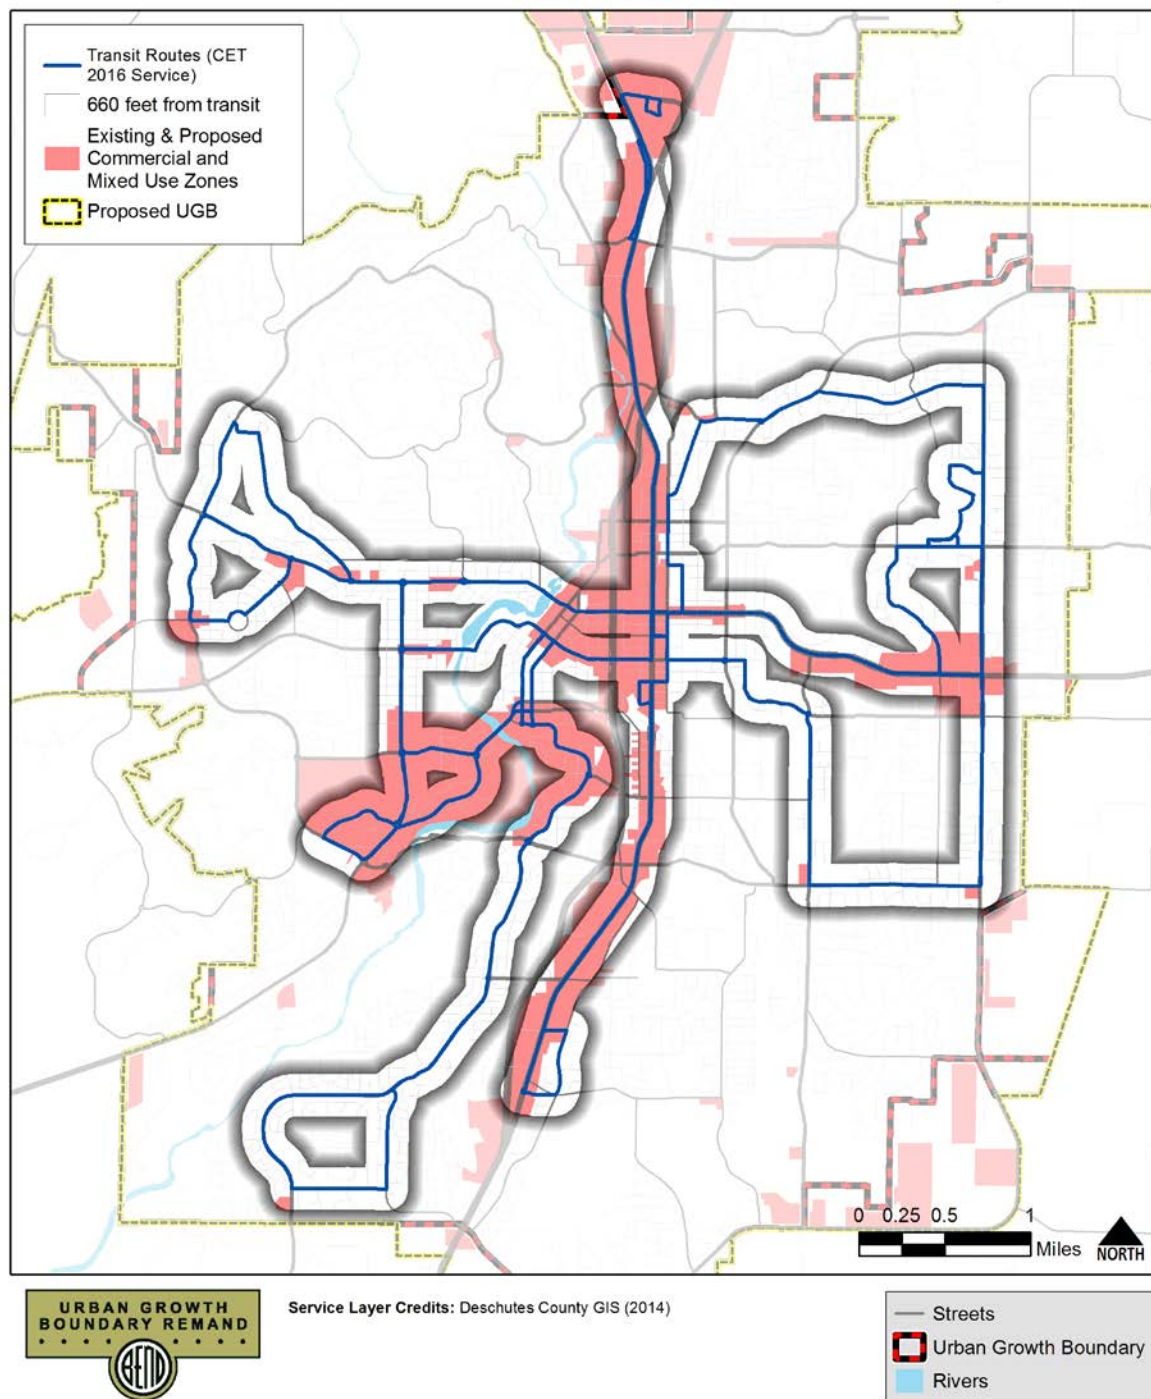 Transit Routes (CET
2016 Service)
660 feet from transit
Existing & Proposed
Commercial and
Mixed Use Zones
Proposed UGB
0 0.25 0.5 1
Miles
NORTH
URBAN GROWTH
BOUNDARY REMAND
BEND
Service Layer Credits: Deschutes County GIS (2014)
Streets
Urban Growth Boundary
Rivers